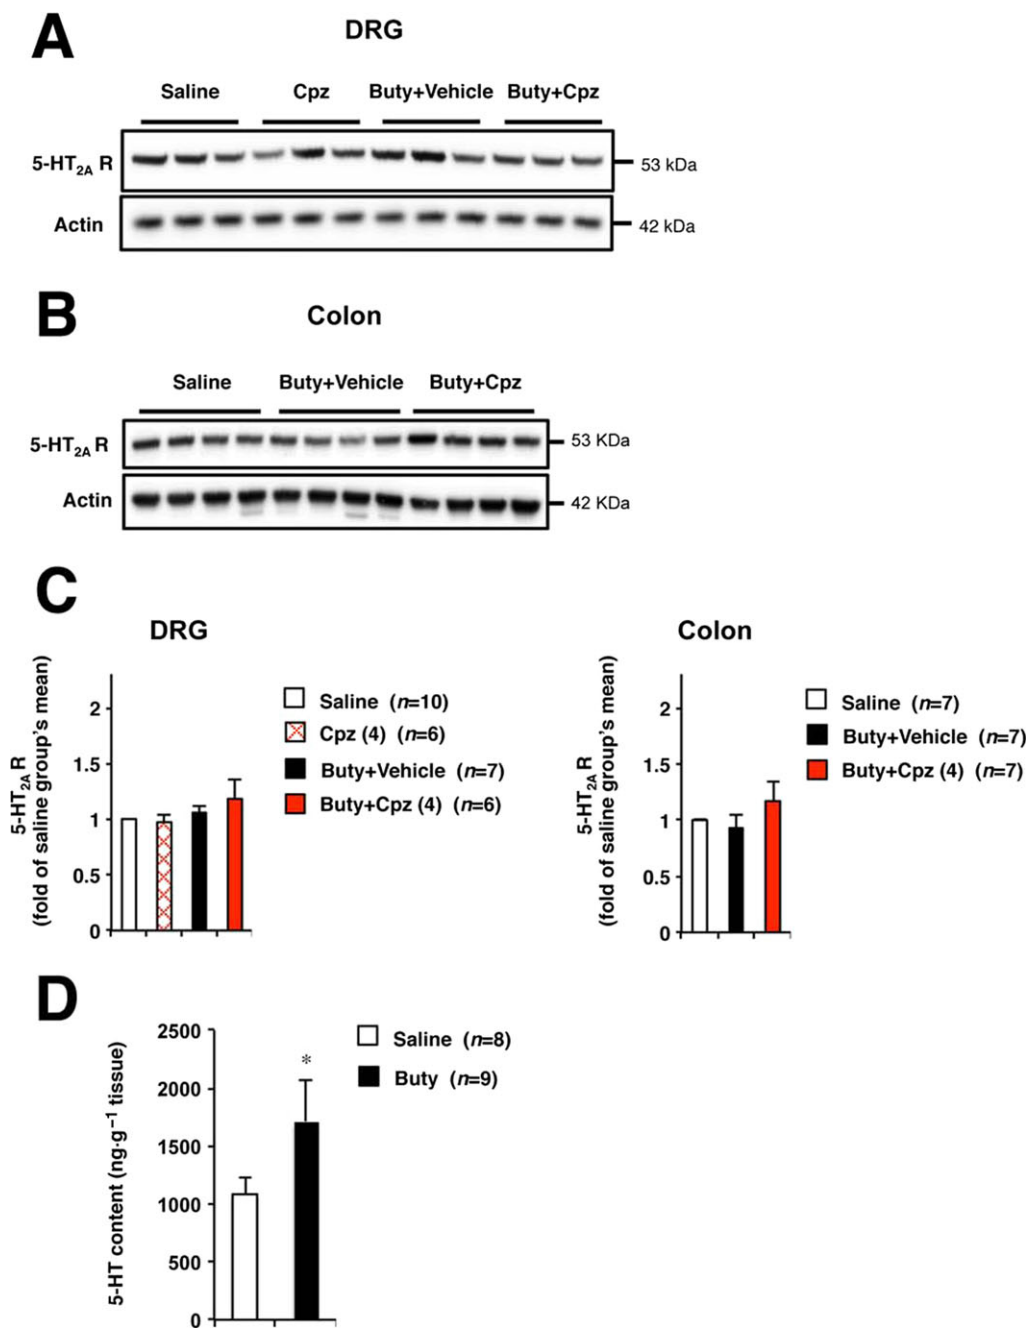 A
DRG
Saline Cpz Buty+Vehicle Buty+Cpz
5-HT2A R
53 kDa
Actin
42 kDa
B
Colon
Saline Buty+Vehicle Buty+Cpz
5-HT2A R
53 KDa
Actin
42 KDa
C
DRG
5-HT2A R
(fold of saline group's mean)
2
1.5
1
0.5
0
Saline (n=10)
Cpz (4) (n=6)
Buty+Vehicle (n=7)
Buty+Cpz (4) (n=6)
Colon
5-HT2A R
(fold of saline group's mean)
2
1.5
1
0.5
0
Saline (n=7)
Buty+Vehicle (n=7)
Buty+Cpz (4) (n=7)
D
5-HT content (ng·g−1 tissue)
2500
2000
1500
1000
500
0
*
Saline (n=8)
Buty (n=9)